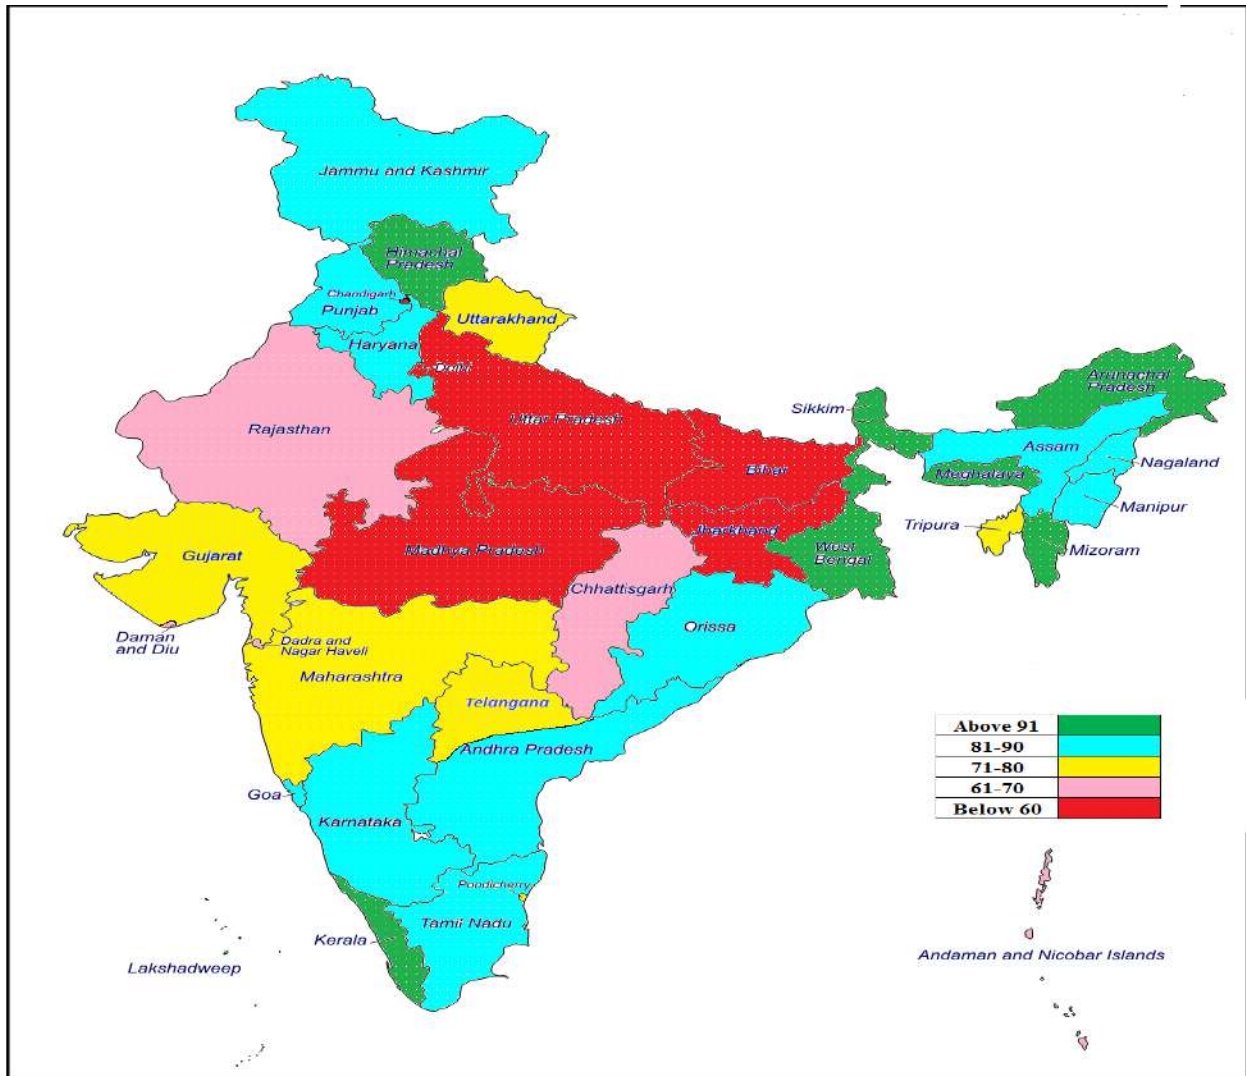 Jammu and Kashmir
Himachal
Pradesh
Chandigarh
Punjab
Uttarakhand
Haryana
Delhi
Arunachal
Pradesh
Sikkim
Uttar Pradesh
Rajasthan
Assam
Bihar
Nagaland
Meghalaya
Manipur
Tripura
Jharkhand
Mizoram
Madhya Pradesh
West
Bengal
Gujarat
Chhattisgarh
Orissa
Daman
and Diu
Dadra and
Nagar Haveli
Maharashtra
Telangana
Andhra Pradesh
Above 91
81-90
71-80
61-70
Below 60
Goa
Karnataka
Pondicherry
Tamil Nadu
Kerala
Lakshadweep
Andaman and Nicobar Islands